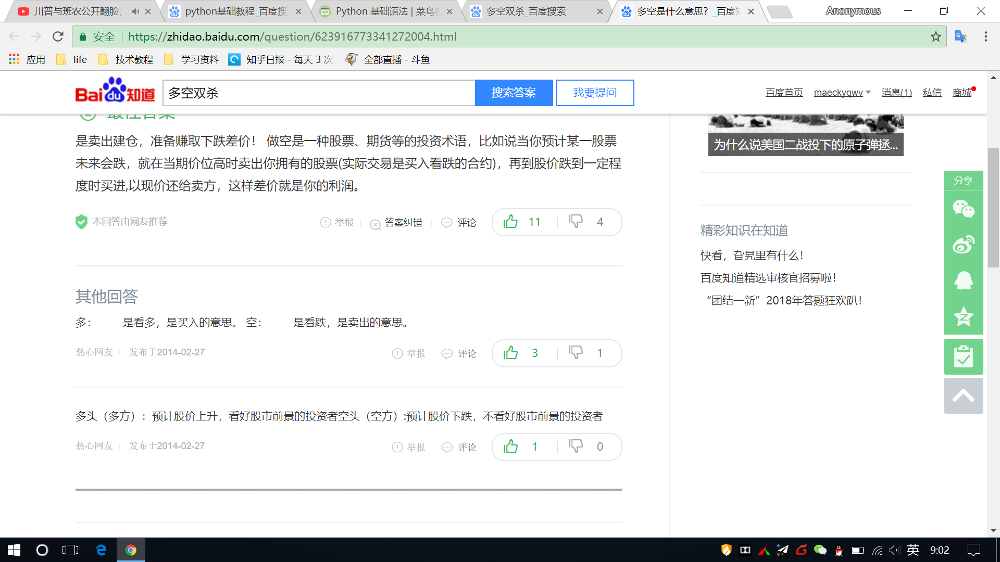 川普与班农公开翻脸
python基础教程_百度搜
Python 基础语法 | 菜鸟
多空双杀_百度搜索
多空是什么意思？_百度
Anonymous
安全
https://zhidao.baidu.com/question/623916773341272004.html
应用
life
技术教程
学习资料
知乎日报 - 每天 3 次
全部直播 - 斗鱼
Bai du 知道
多空双杀
搜索答案
我要提问
百度首页
maeckyqwv
消息(1)
私信
商城
最佳答案
是卖出建仓，准备赚取下跌差价！ 做空是一种股票、期货等的投资术语，比如说当你预计某一股票
未来会跌，就在当期价位高时卖出你拥有的股票(实际交易是买入看跌的合约)，再到股价跌到一定程
度时买进,以现价还给卖方，这样差价就是你的利润。
本回答由网友推荐
举报
答案纠错
评论
11
4
其他回答
多： 是看多，是买入的意思。 空： 是看跌，是卖出的意思。
热心网友
发布于2014-02-27
举报
评论
3
1
多头（多方）：预计股价上升，看好股市前景的投资者空头（空方）:预计股价下跌，不看好股市前景的投资者
热心网友
发布于2014-02-27
举报
评论
1
0
为什么说美国二战投下的原子弹拯...
精彩知识在知道
快看，旮旯里有什么！
百度知道精选审核官招募啦！
“团结一新”2018年答题狂欢趴！
分享
英
9:02